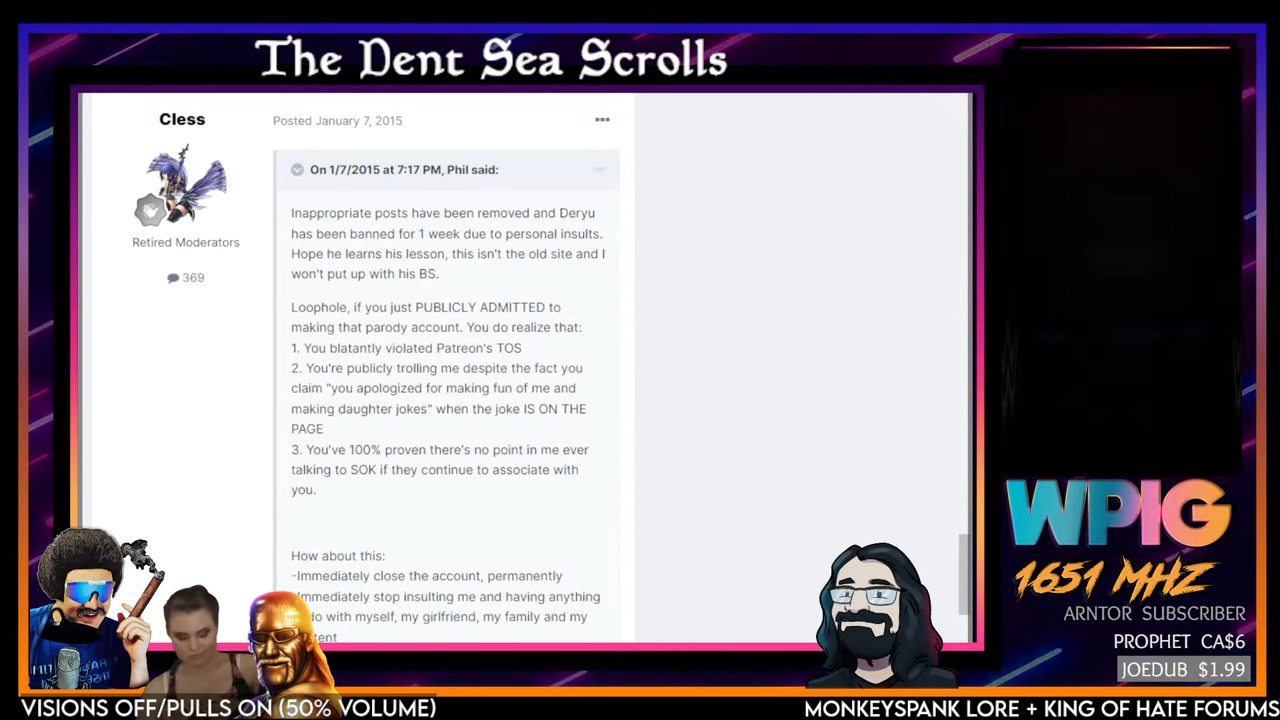 The Dent Sea Scrolls
Cless
Retired Moderators
369
Posted January 7, 2015
On 1/7/2015 at 7:17 PM, Phil said:
Inappropriate posts have been removed and Deryu
has been banned for 1 week due to personal insults.
Hope he learns his lesson, this isn't the old site and I
won't put up with his BS.
Loophole, if you just PUBLICLY ADMITTED to
making that parody account. You do realize that:
1. You blatantly violated Patreon's TOS
2. You're publicly trolling me despite the fact you
claim "you apologized for making fun of me and
making daughter jokes" when the joke IS ON THE
PAGE
3. You've 100% proven there's no point in me ever
talking to SOK if they continue to associate with
you.
How about this:
-Immediately close the account, permanently
Immediately stop insulting me and having anything
do with myself, my girlfriend, my family and my
tent
WPIG
1651 MHZ
ARNTOR SUBSCRIBER
PROPHET CA$6
JOEDUB $1.99
VISIONS OFF/PULLS ON (50% VOLUME)
MONKEYSPANK LORE + KING OF HATE FORUMS